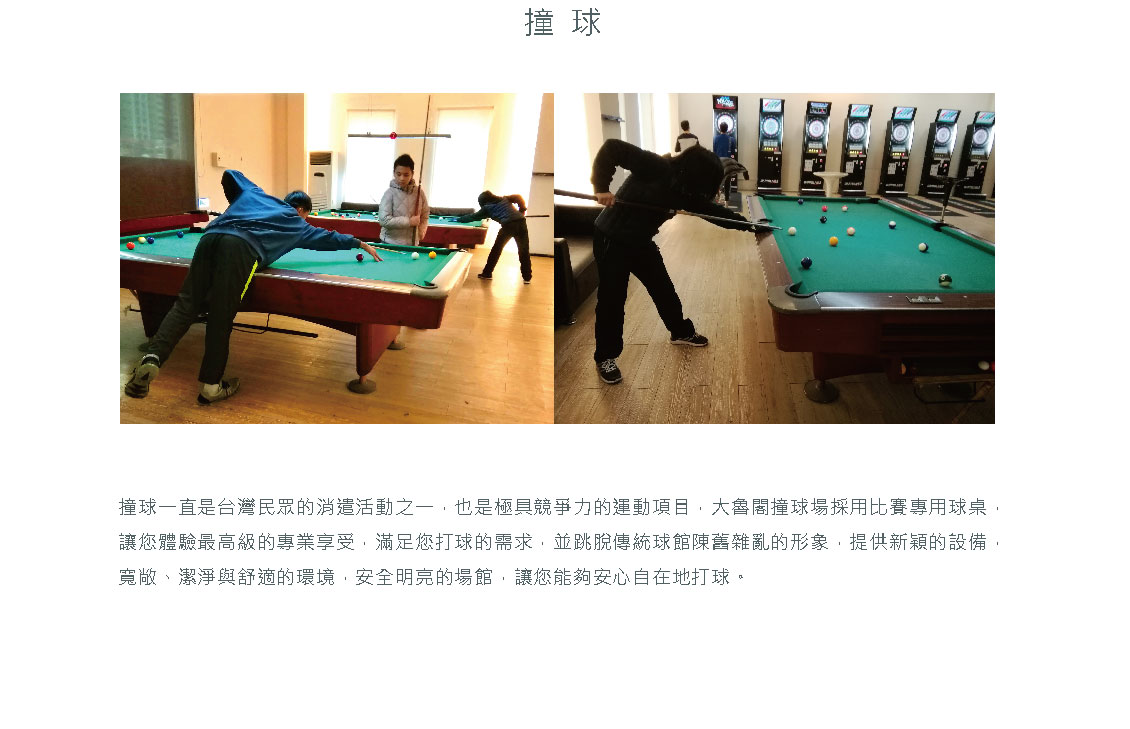 撞 球
撞球一直是台灣民眾的消遣活動之一，也是極具競爭力的運動項目，大魯閣撞球場採用比賽專用球桌，
讓您體驗最高級的專業享受，滿足您打球的需求，並跳脫傳統球館陳舊雜亂的形象，提供新穎的設備，
寬敞、潔淨與舒適的環境，安全明亮的場館，讓您能夠安心自在地打球。